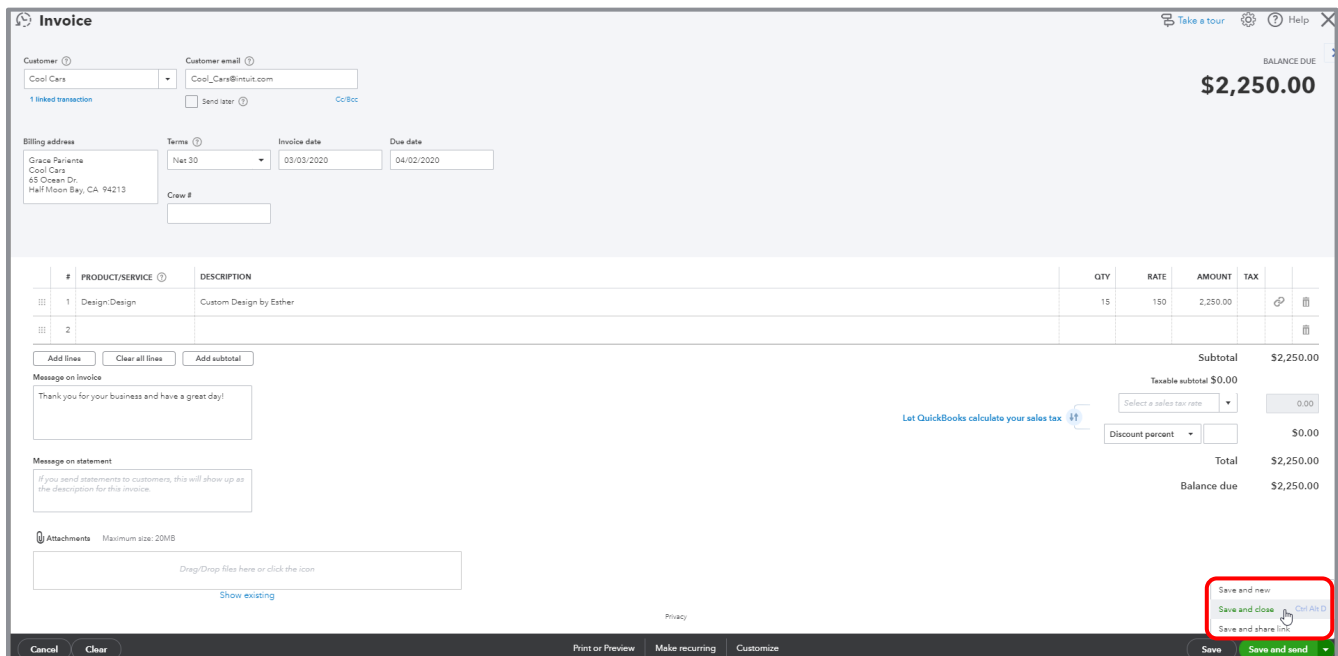 Invoice
Take a tour
Help
Customer
Customer email
BALANCE DUE
Cool Cars
Cool_Cars@intuit.com
$2,250.00
1 linked transaction
Send later
Cc/Bcc
Billing address
Terms
Invoice date
Due date
Grace Pariente
Cool Cars
65 Ocean Dr.
Half Moon Bay, CA 94213
Net 30
03/03/2020
04/02/2020
Crew #
# PRODUCT/SERVICE DESCRIPTION QTY RATE AMOUNT TAX
1 Design:Design Custom Design by Esther 15 150 2,250.00
2
Add lines Clear all lines Add subtotal
Subtotal $2,250.00
Message on invoice
Taxable subtotal $0.00
Thank you for your business and have a great day!
Select a sales tax rate 0.00
Let QuickBooks calculate your sales tax
Discount percent $0.00
Message on statement
Total $2,250.00
If you send statements to customers, this will show up as
the description for this invoice.
Balance due $2,250.00
Attachments Maximum size: 20MB
Drag/Drop files here or click the icon
Show existing
Save and new
Save and close Ctrl Alt D
Save and share link
Privacy
Cancel Clear Print or Preview Make recurring Customize Save Save and send